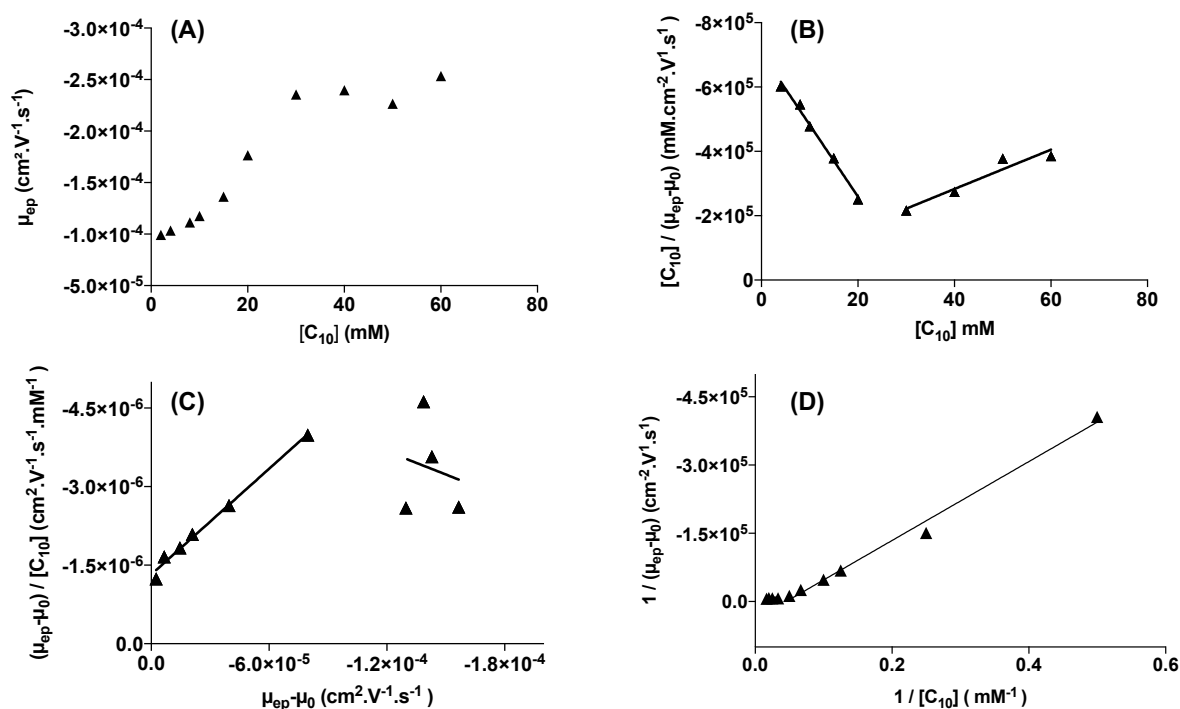 (A)
-3.0×10⁻⁴
-2.5×10⁻⁴
-2.0×10⁻⁴
-1.5×10⁻⁴
-1.0×10⁻⁴
-5.0×10⁻⁵
μₑₚ (cm².V⁻¹.s⁻¹)
0 20 40 60 80
[C₁₀] (mM)
(B)
-8×10⁵
-6×10⁵
-4×10⁵
-2×10⁵
0
[C₁₀] / (μₑₚ-μ₀) (mM.cm⁻².V¹.s¹)
0 20 40 60 80
[C₁₀] mM
(C)
-4.5×10⁻⁶
-3.0×10⁻⁶
-1.5×10⁻⁶
0.0
(μₑₚ-μ₀) / [C₁₀] (cm².V⁻¹.s⁻¹.mM⁻¹)
0.0 -6.0×10⁻⁵ -1.2×10⁻⁴ -1.8×10⁻⁴
μₑₚ-μ₀ (cm².V⁻¹.s⁻¹)
(D)
-4.5×10⁵
-3.0×10⁵
-1.5×10⁵
0.0
1 / (μₑₚ-μ₀) (cm⁻².V¹.s¹)
0.0 0.2 0.4 0.6
1 / [C₁₀] ( mM⁻¹)